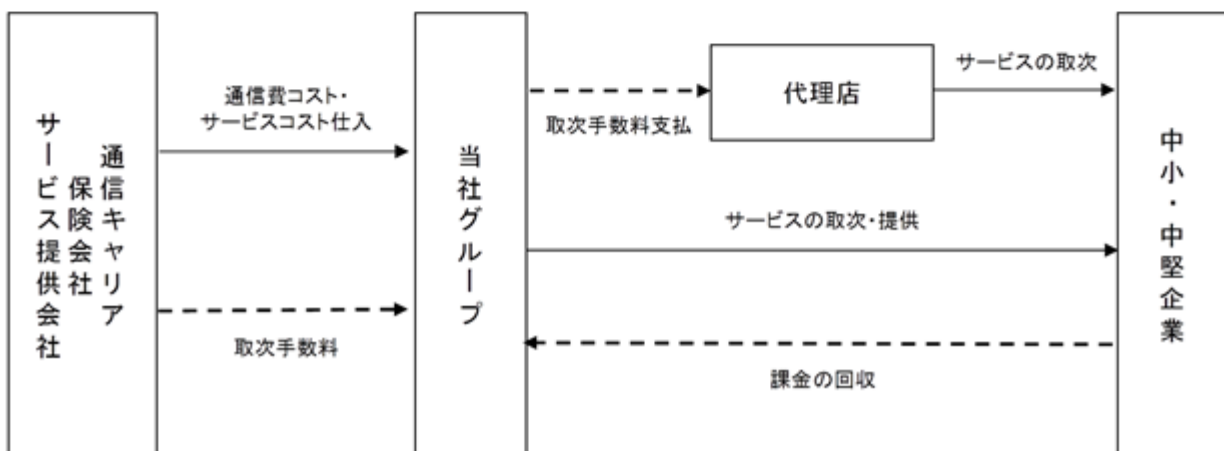 通信キャリア
保険会社
サービス提供会社
通信費コスト・
サービスコスト仕入
取次手数料
当社グループ
取次手数料支払
代理店
サービスの取次
サービスの取次・提供
課金の回収
中小・中堅企業